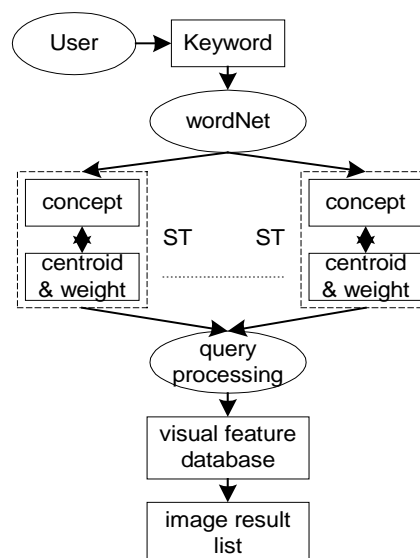 User
Keyword
wordNet
concept
centroid
& weight
ST
ST
concept
centroid
& weight
query
processing
visual feature
database
image result
list